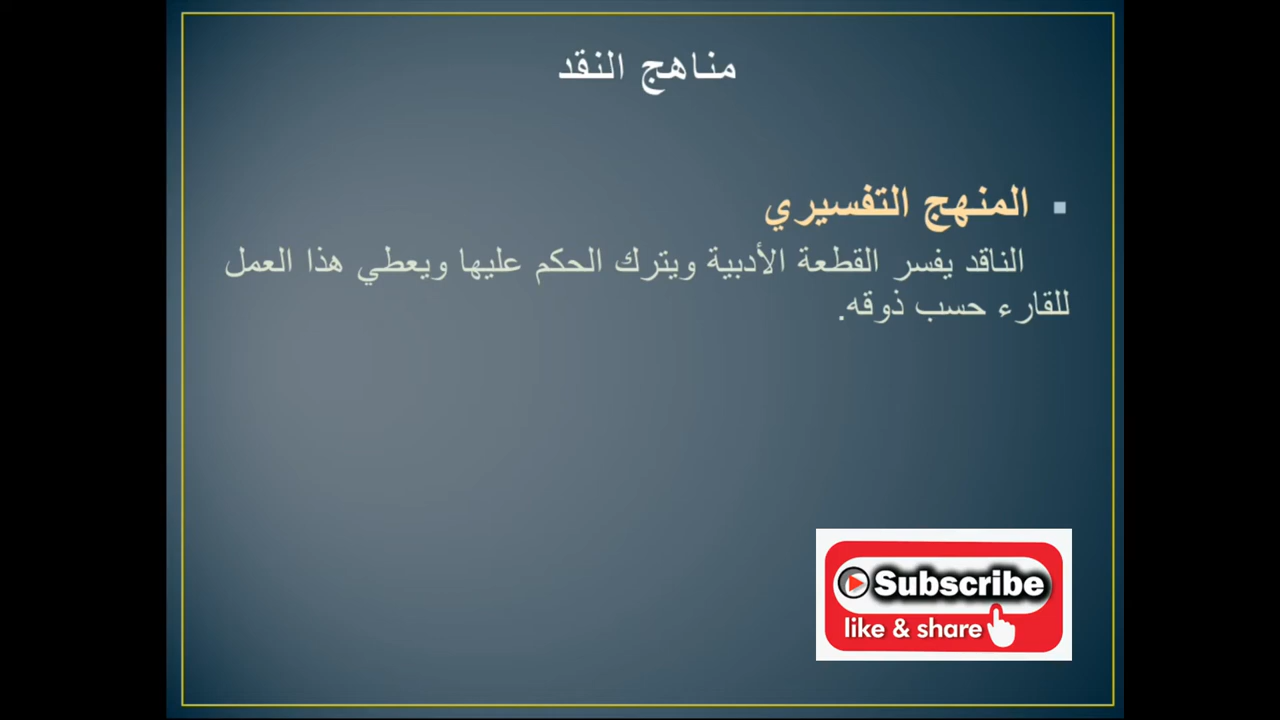 مناهج النقد
▪ المنهج التفسيري
الناقد يفسر القطعة الأدبية ويترك الحكم عليها ويعطي هذا العمل
للقارء حسب ذوقه.
Subscribe
like & share